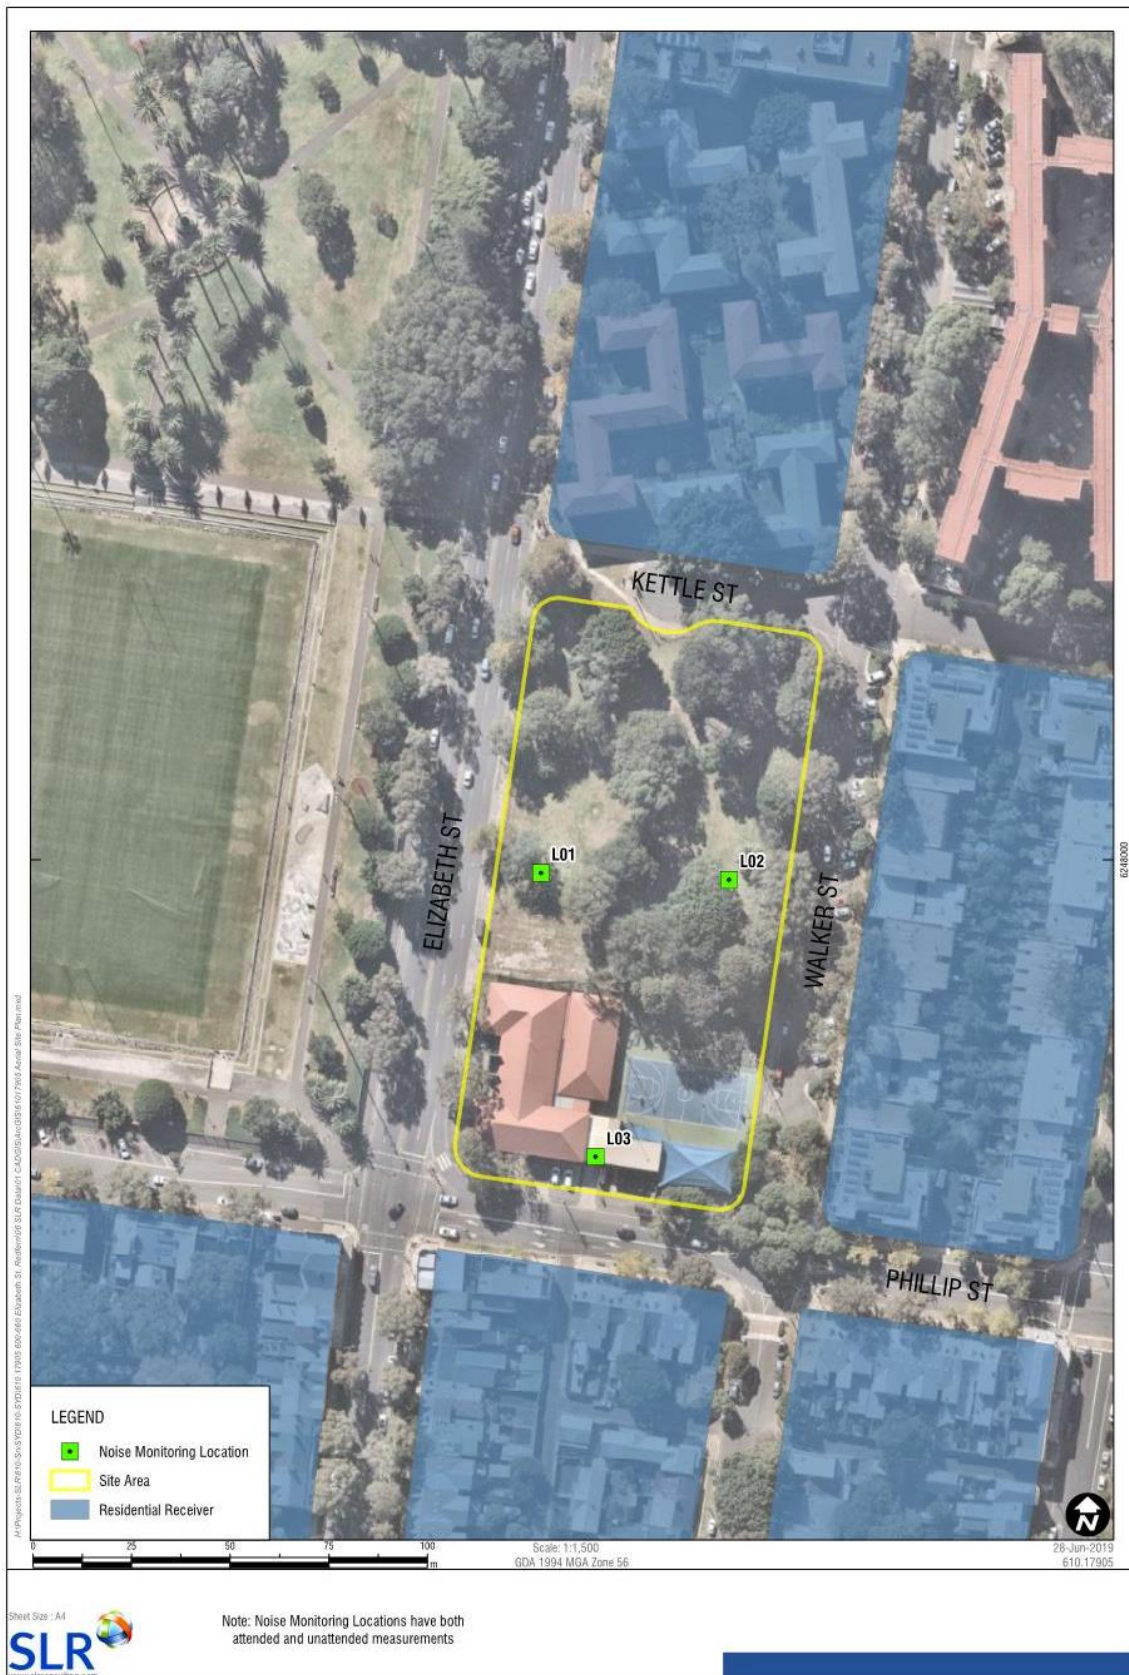 KETTLE ST
L01
L02
ELIZABETH ST
WALKER ST
6248000
L03
PHILLIP ST
LEGEND
Noise Monitoring Location
Site Area
Residential Receiver
N
0 25 50 75 100
m
Scale: 1:1,500
GDA 1994 MGA Zone 56
28-Jun-2019
610.17905
Sheet Size : A4
SLR
Note: Noise Monitoring Locations have both
attended and unattended measurements